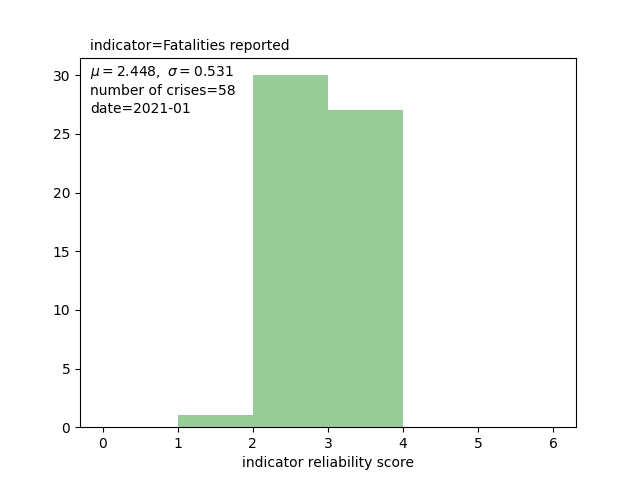 indicator=Fatalities reported
μ = 2.448, σ = 0.531
number of crises=58
date=2021-01
30
25
20
15
10
5
0
0 1 2 3 4 5 6
indicator reliability score